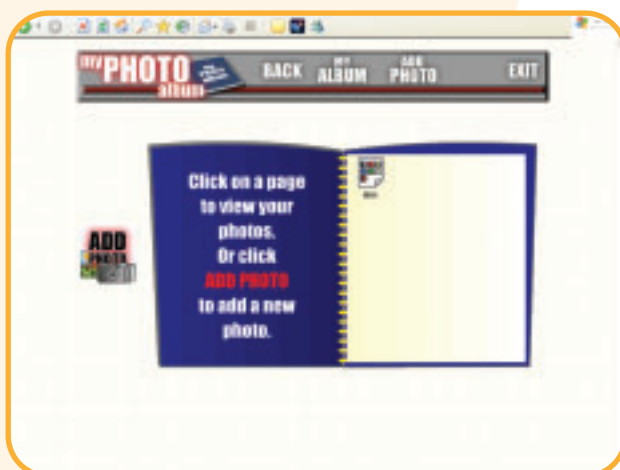 my PHOTO
album
BACK
MY
ALBUM
ADD
PHOTO
EXIT
ADD
PHOTO
Click on a page
to view your
photos.
Or click
ADD PHOTO
to add a new
photo.